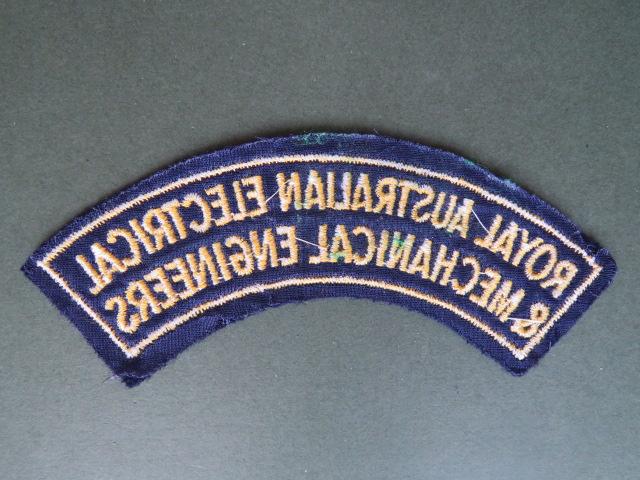 ROYAL AUSTRALIAN ELECTRICAL
& MECHANICAL ENGINEERS